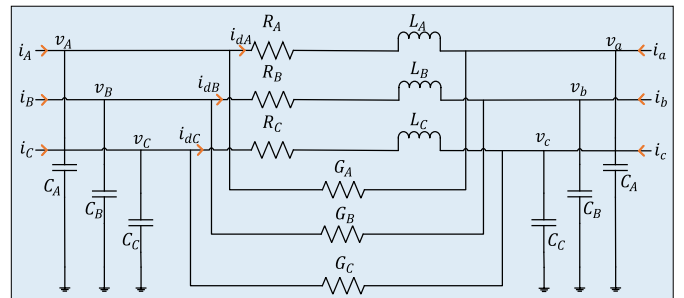 i_A v_A i_dA R_A L_A v_a i_a
i_B v_B i_dB R_B L_B v_b i_b
i_C v_C i_dC R_C L_C v_c i_c
C_A G_A C_A
C_B G_B C_B
C_C G_C C_C